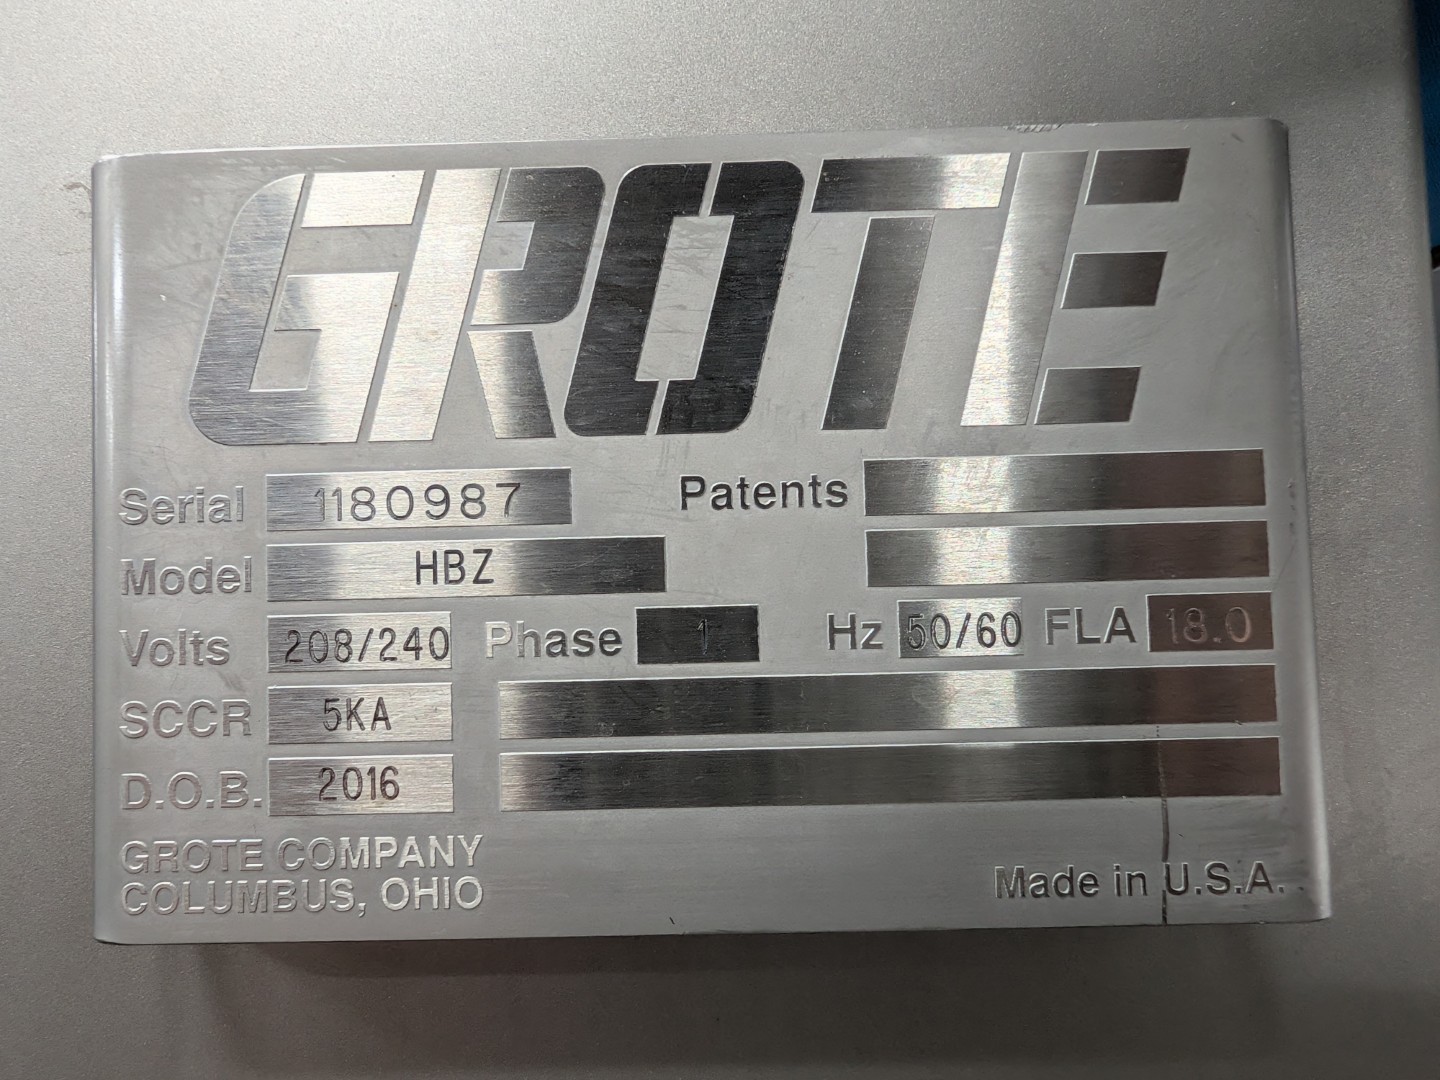 GROTE
Serial 1180987 Patents
Model HBZ
Volts 208/240 Phase 1 Hz 50/60 FLA 18.0
SCCR 5KA
D.O.B. 2016
GROTE COMPANY
COLUMBUS, OHIO
Made in U.S.A.